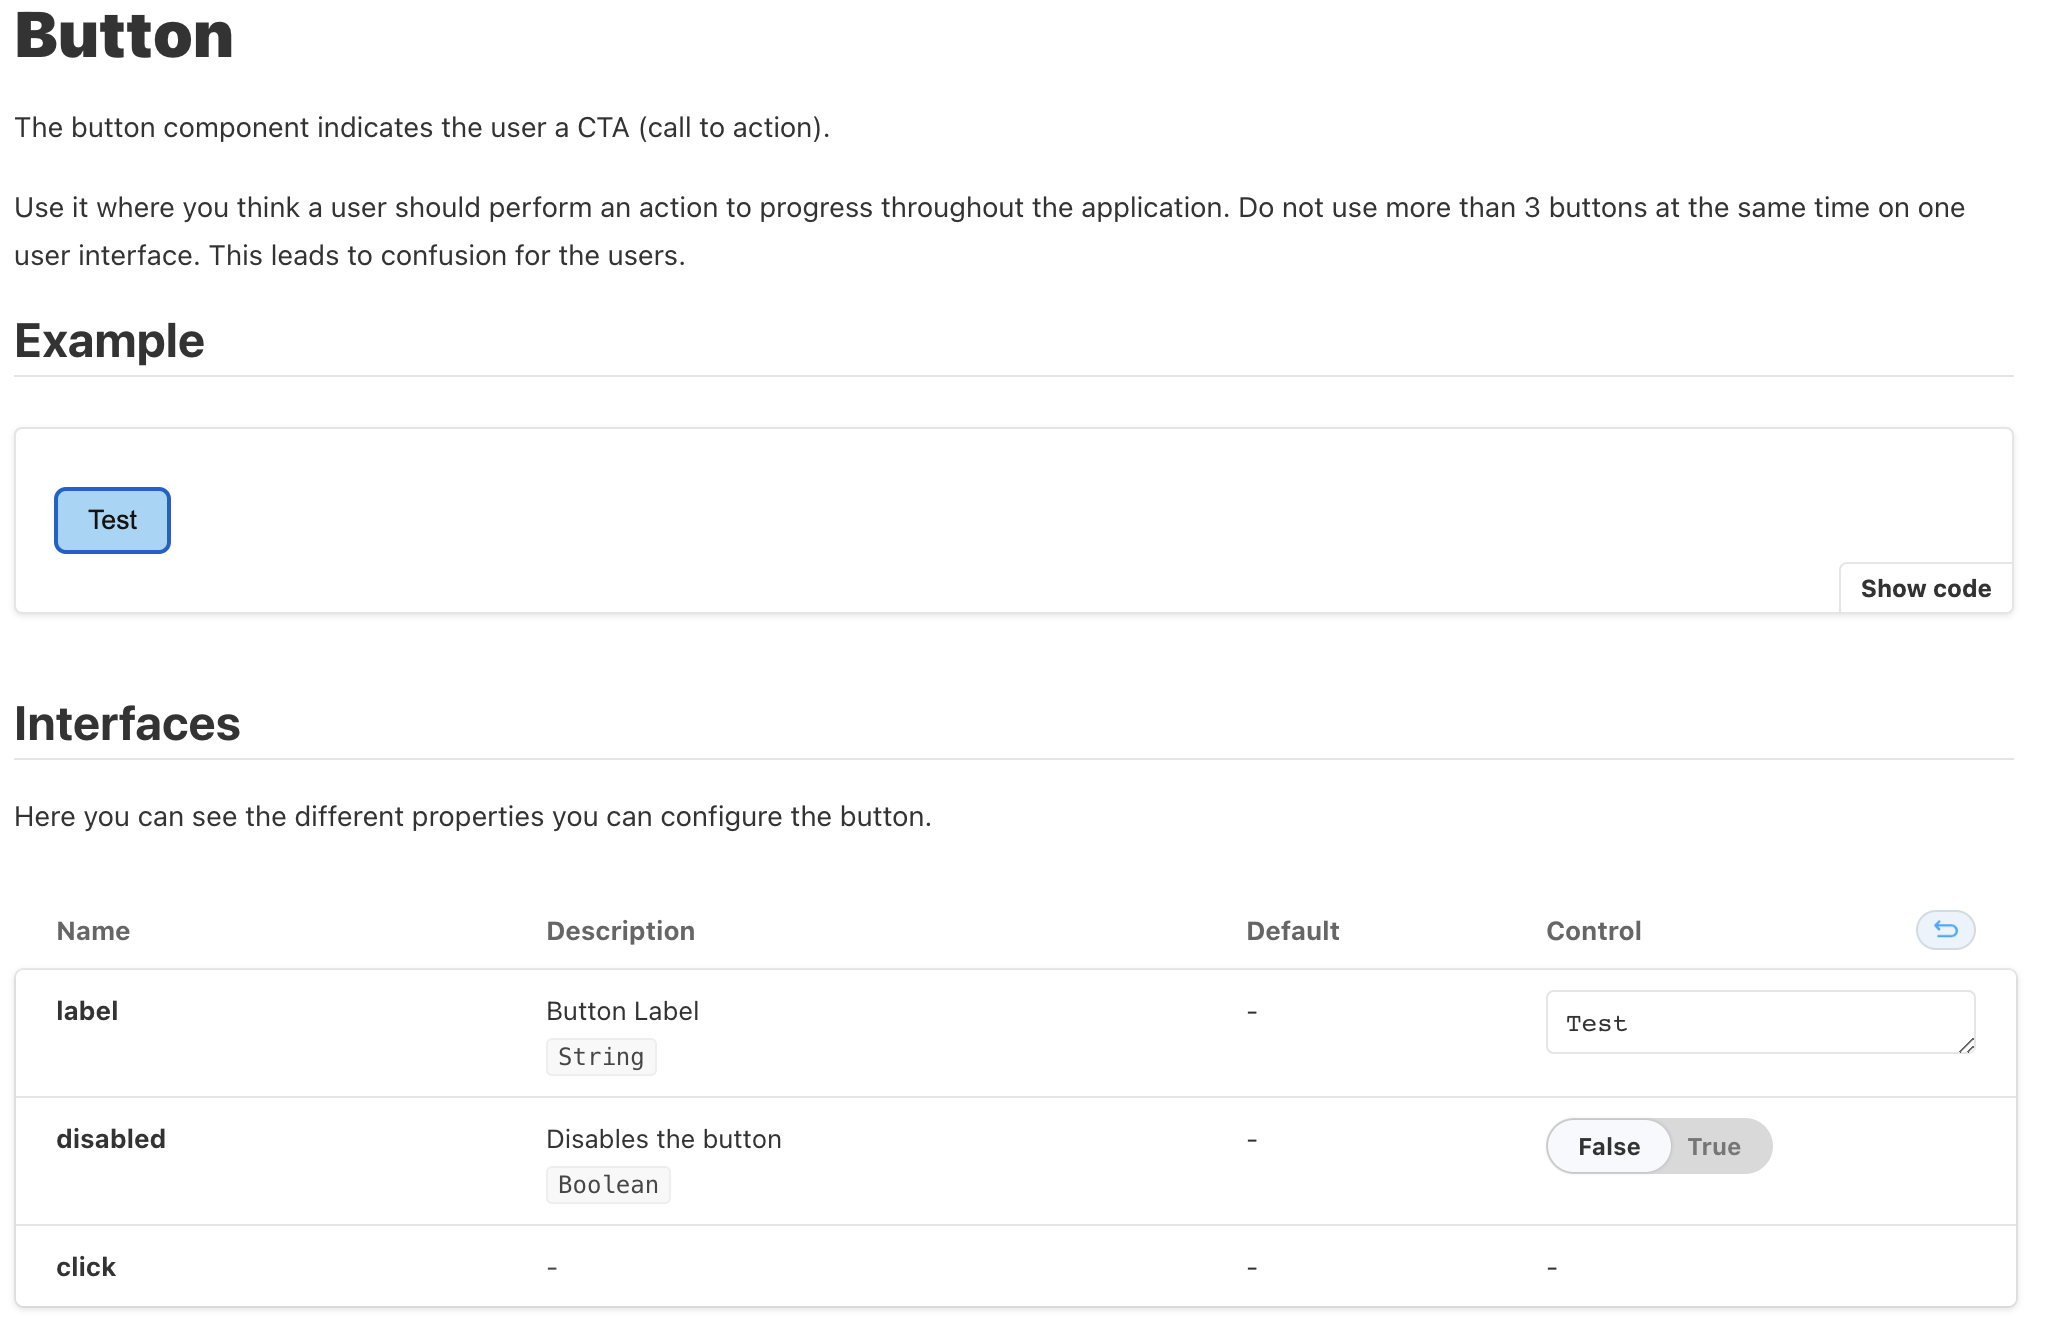 Button
The button component indicates the user a CTA (call to action).
Use it where you think a user should perform an action to progress throughout the application. Do not use more than 3 buttons at the same time on one
user interface. This leads to confusion for the users.
Example
Test
Show code
Interfaces
Here you can see the different properties you can configure the button.
Name Description Default Control
label Button Label - Test
String
disabled Disables the button - False True
Boolean
click - - -